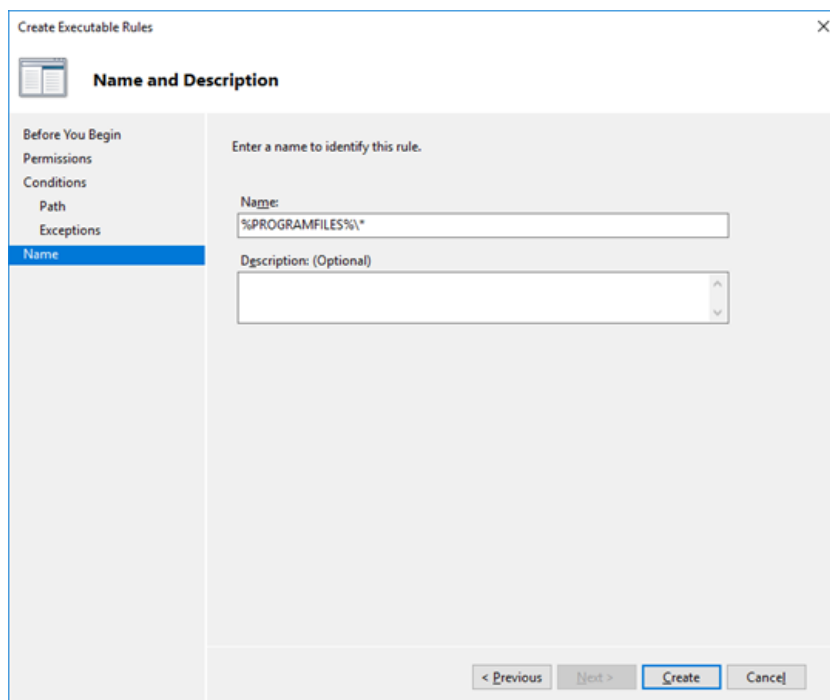 Create Executable Rules
Name and Description
Before You Begin
Permissions
Conditions
Path
Exceptions
Name
Enter a name to identify this rule.
Name:
%PROGRAMFILES%\*
Description: (Optional)
< Previous
Next >
Create
Cancel